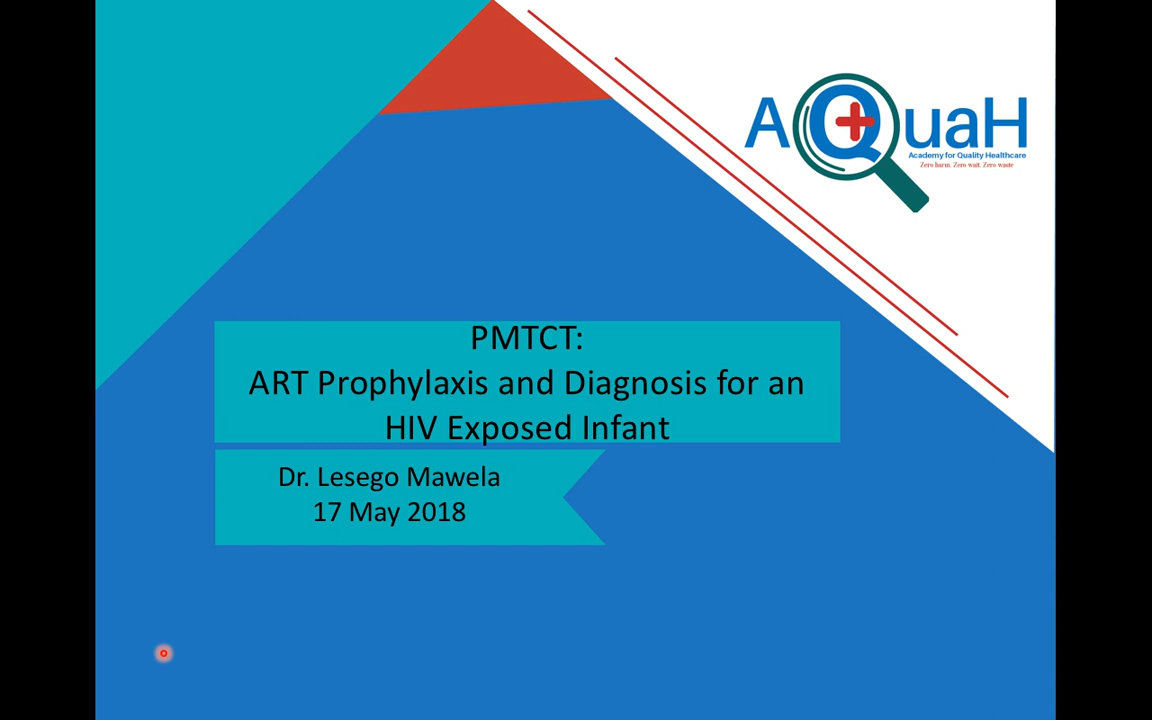 AQuaH
Academy for Quality Healthcare
Zero harm. Zero wait. Zero waste
PMTCT:
ART Prophylaxis and Diagnosis for an
HIV Exposed Infant
Dr. Lesego Mawela
17 May 2018